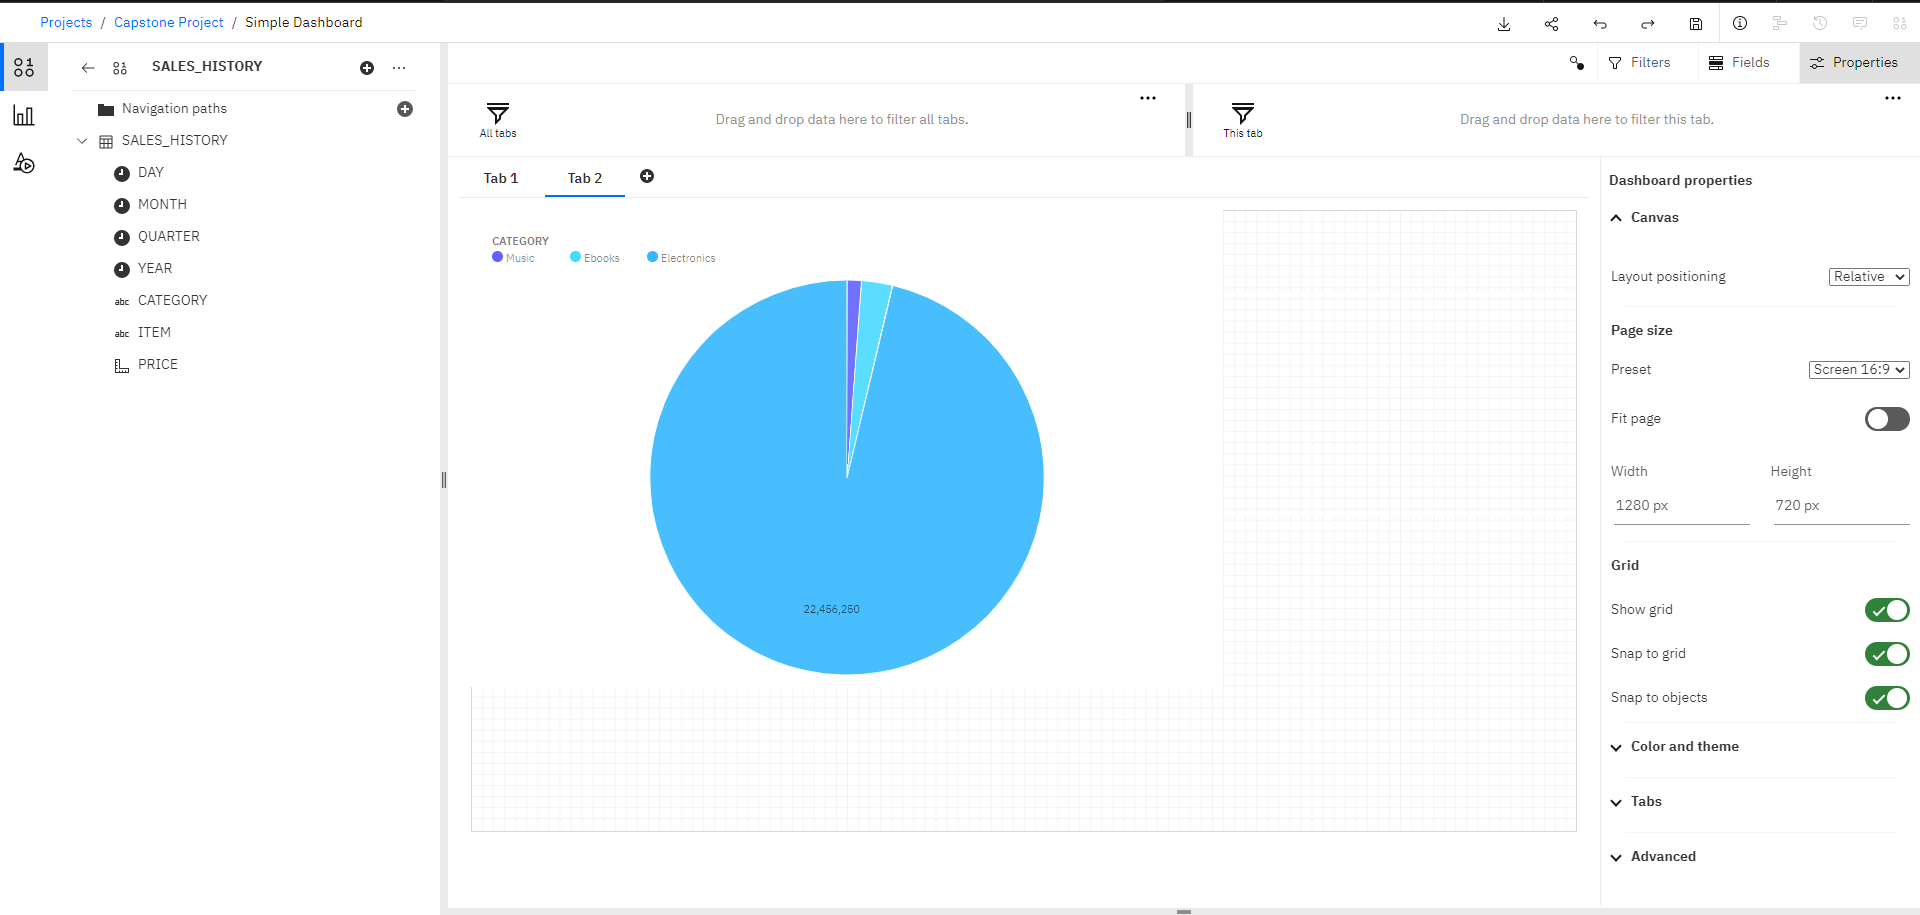 Projects / Capstone Project / Simple Dashboard
SALES_HISTORY
Navigation paths
SALES_HISTORY
DAY
MONTH
QUARTER
YEAR
abc CATEGORY
abc ITEM
PRICE
Filters
Fields
Properties
All tabs
Drag and drop data here to filter all tabs.
This tab
Drag and drop data here to filter this tab.
Tab 1
Tab 2
CATEGORY
Music
Ebooks
Electronics
22,456,250
Dashboard properties
Canvas
Layout positioning
Relative
Page size
Preset
Screen 16:9
Fit page
Width
Height
1280 px
720 px
Grid
Show grid
Snap to grid
Snap to objects
Color and theme
Tabs
Advanced